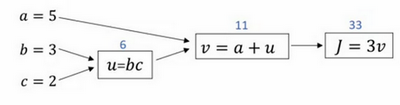 a = 5
11
33
b = 3
6
v = a + u
J = 3v
u=bc
c = 2